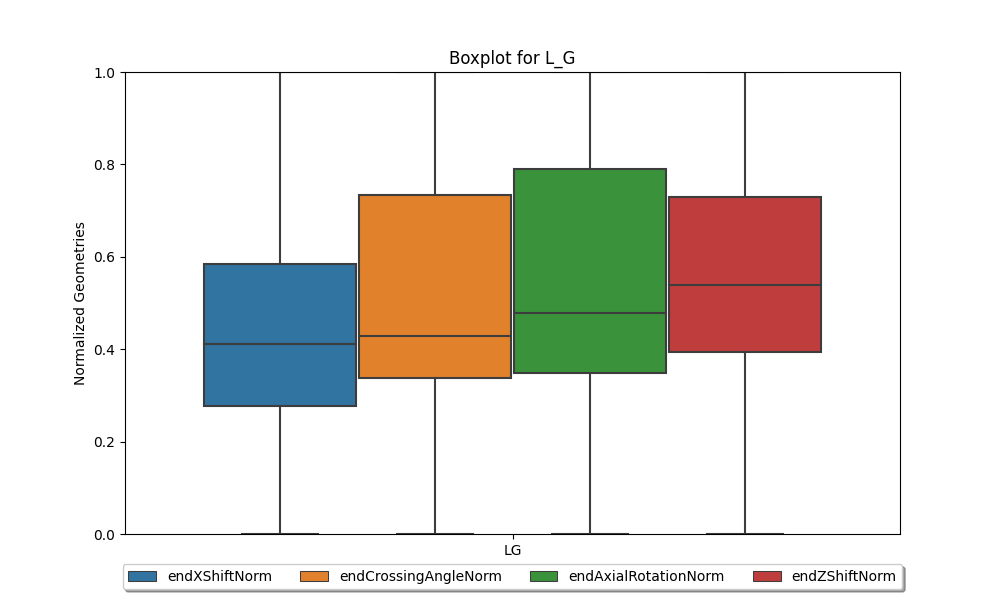 Boxplot for L_G
1.0
0.8
0.6
0.4
0.2
0.0
Normalized Geometries
LG
endXShiftNorm endCrossingAngleNorm endAxialRotationNorm endZShiftNorm